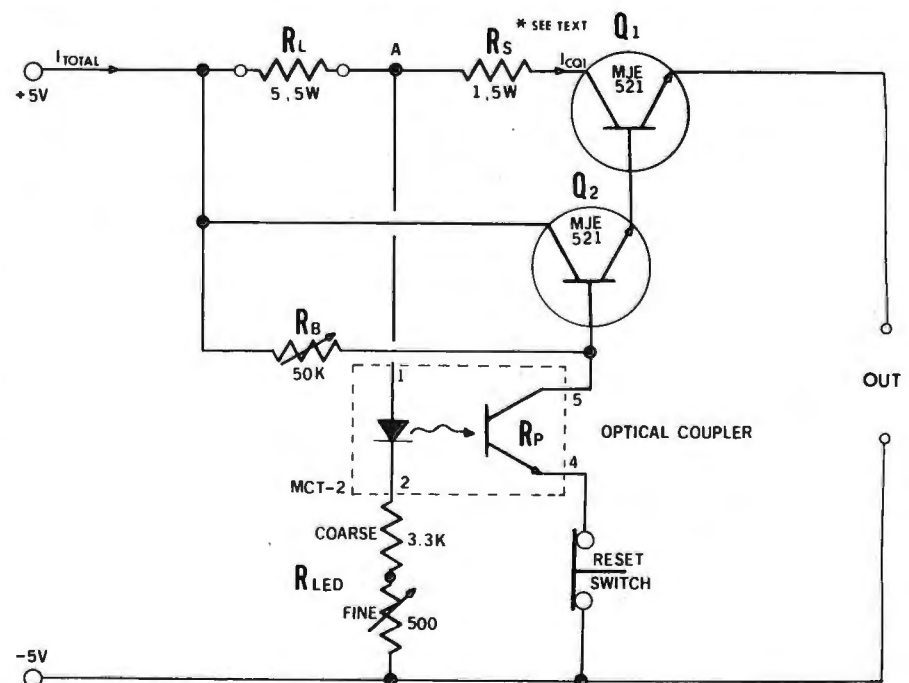 * SEE TEXT
Q1
I TOTAL
RL
A
RS
ICQ1
MJE
521
+5V
5,5W
1,5W
Q2
MJE
521
RB
50K
1
5
OUT
RP
OPTICAL COUPLER
4
MCT-2
2
COARSE
3.3K
RESET
SWITCH
RLED
FINE
500
-5V